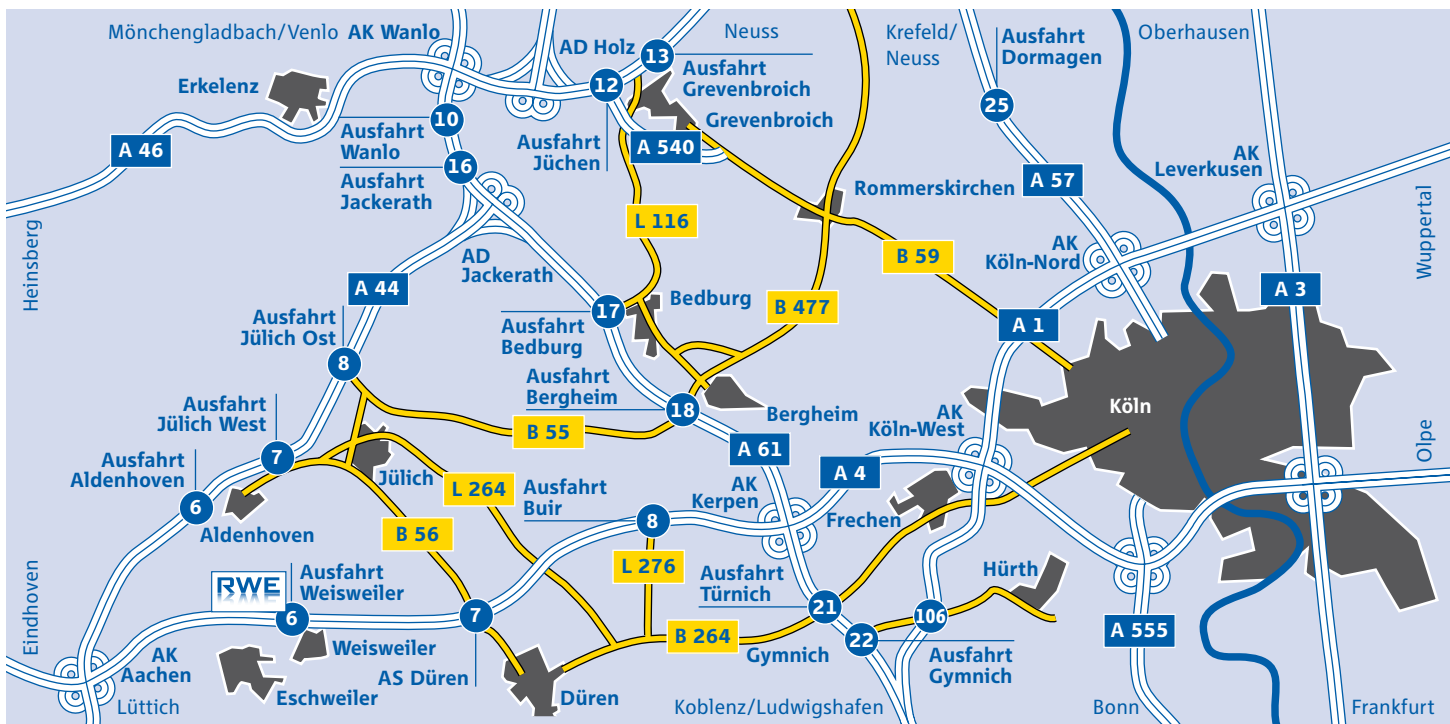 Mönchengladbach/Venlo AK Wanlo
AD Holz
13
Neuss
Krefeld/
Neuss
Ausfahrt
Dormagen
Oberhausen
Erkelenz
12
Ausfahrt
Grevenbroich
Grevenbroich
25
10
Ausfahrt
Wanlo
Ausfahrt
Jüchen
A 540
A 46
16
Ausfahrt
Jackerath
Rommerskirchen
A 57
AK
Leverkusen
Wuppertal
Heinsberg
L 116
AD
Jackerath
B 59
AK
Köln-Nord
A 44
A 3
Ausfahrt
Jülich Ost
17
Bedburg
B 477
A 1
Ausfahrt
Bedburg
8
Ausfahrt
Bergheim
18
Bergheim
Köln
Ausfahrt
Jülich West
B 55
AK
Köln-West
Olpe
7
A 61
Ausfahrt
Aldenhoven
Jülich
L 264
Ausfahrt
Buir
AK
Kerpen
A 4
6
Aldenhoven
B 56
8
Frechen
L 276
Eindhoven
RWE
Ausfahrt
Weisweiler
6
7
Ausfahrt
Türnich
21
Hürth
106
A 555
Weisweiler
B 264
22
Gymnich
Ausfahrt
Gymnich
AK
Aachen
Eschweiler
AS Düren
Düren
Lüttich
Koblenz/Ludwigshafen
Bonn
Frankfurt